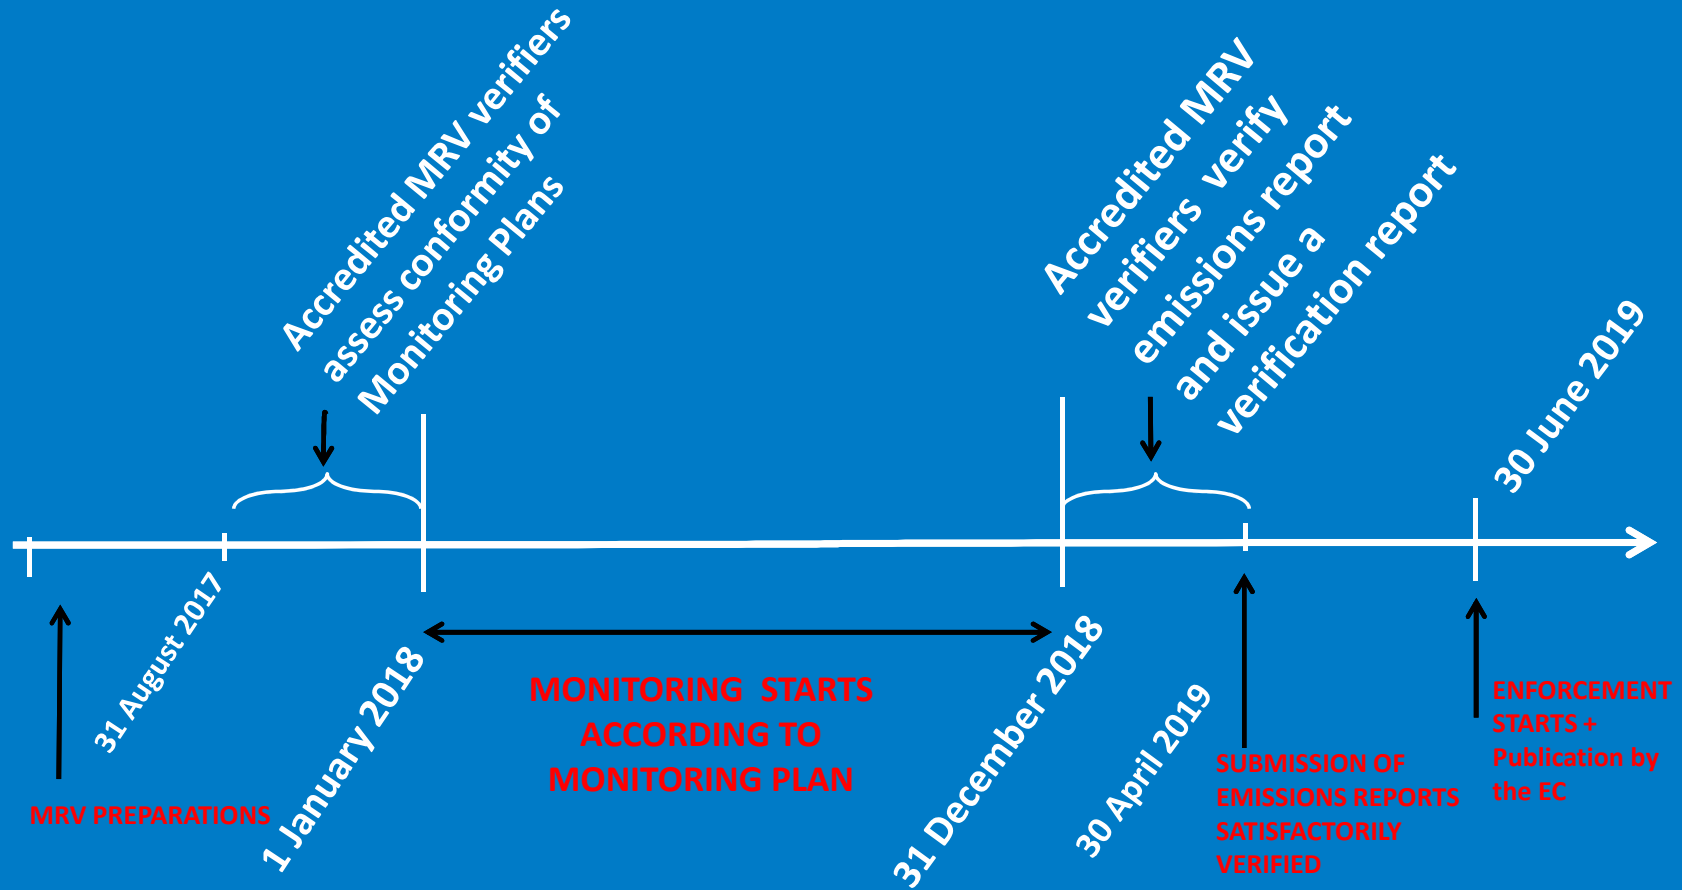 Accredited MRV verifiers
assess conformity of
Monitoring Plans
Accredited MRV
verifiers  verify
emissions report
and issue a
verification report
30 June 2019
31 August 2017
1 January 2018
31 December 2018
30 April 2019
MRV PREPARATIONS
MONITORING  STARTS
ACCORDING TO
MONITORING PLAN
SUBMISSION OF
EMISSIONS REPORTS
SATISFACTORILY
VERIFIED
ENFORCEMENT
STARTS +
Publication by
the EC